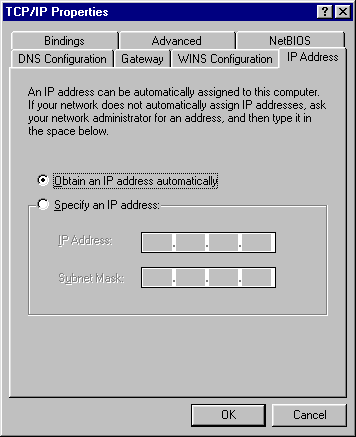 TCP/IP Properties
Bindings Advanced NetBIOS
DNS Configuration Gateway WINS Configuration IP Address
An IP address can be automatically assigned to this computer.
If your network does not automatically assign IP addresses, ask
your network administrator for an address, and then type it in
the space below.
Obtain an IP address automatically
Specify an IP address:
IP Address:
Subnet Mask:
OK Cancel